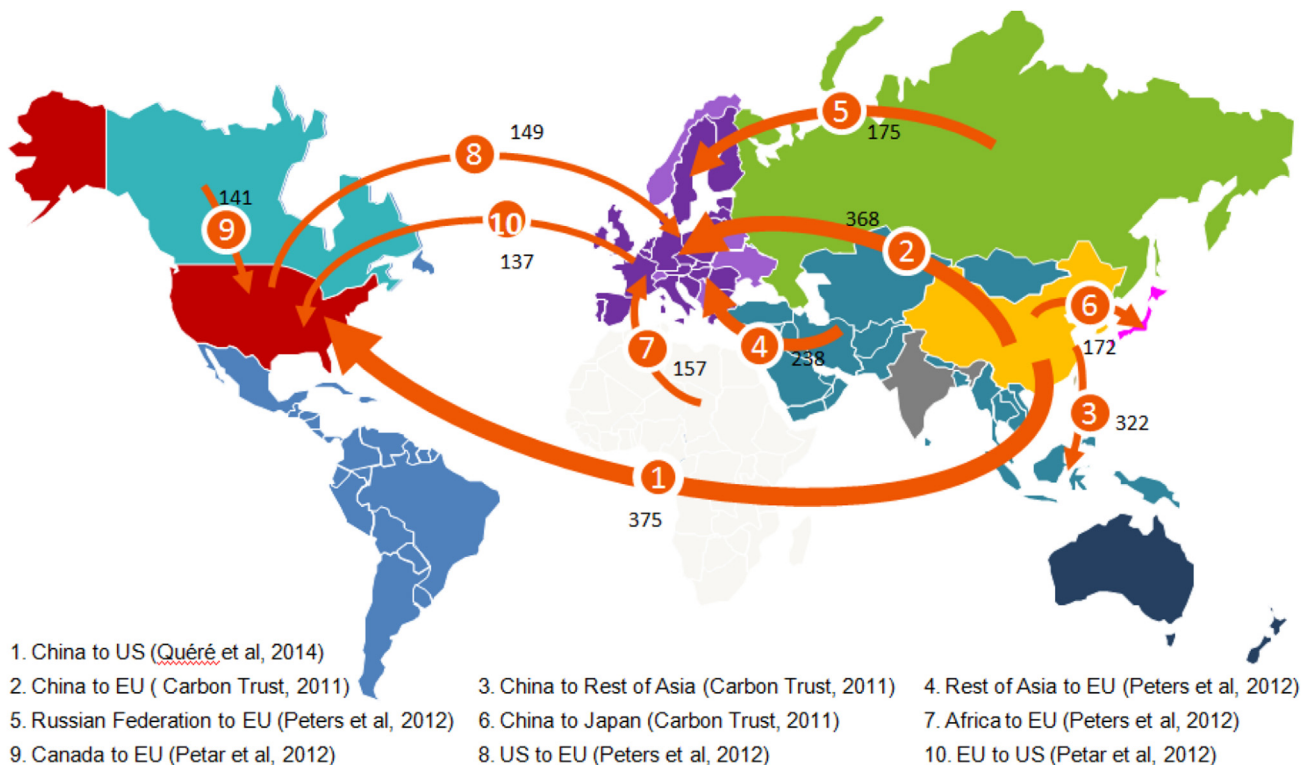 5
175
149
8
141
9
10
137
368
2
6
172
4
238
7
157
3
322
1
375
1. China to US (Quéré et al, 2014)
2. China to EU ( Carbon Trust, 2011)
3. China to Rest of Asia (Carbon Trust, 2011)
4. Rest of Asia to EU (Peters et al, 2012)
5. Russian Federation to EU (Peters et al, 2012)
6. China to Japan (Carbon Trust, 2011)
7. Africa to EU (Peters et al, 2012)
9. Canada to EU (Petar et al, 2012)
8. US to EU (Peters et al, 2012)
10. EU to US (Petar et al, 2012)